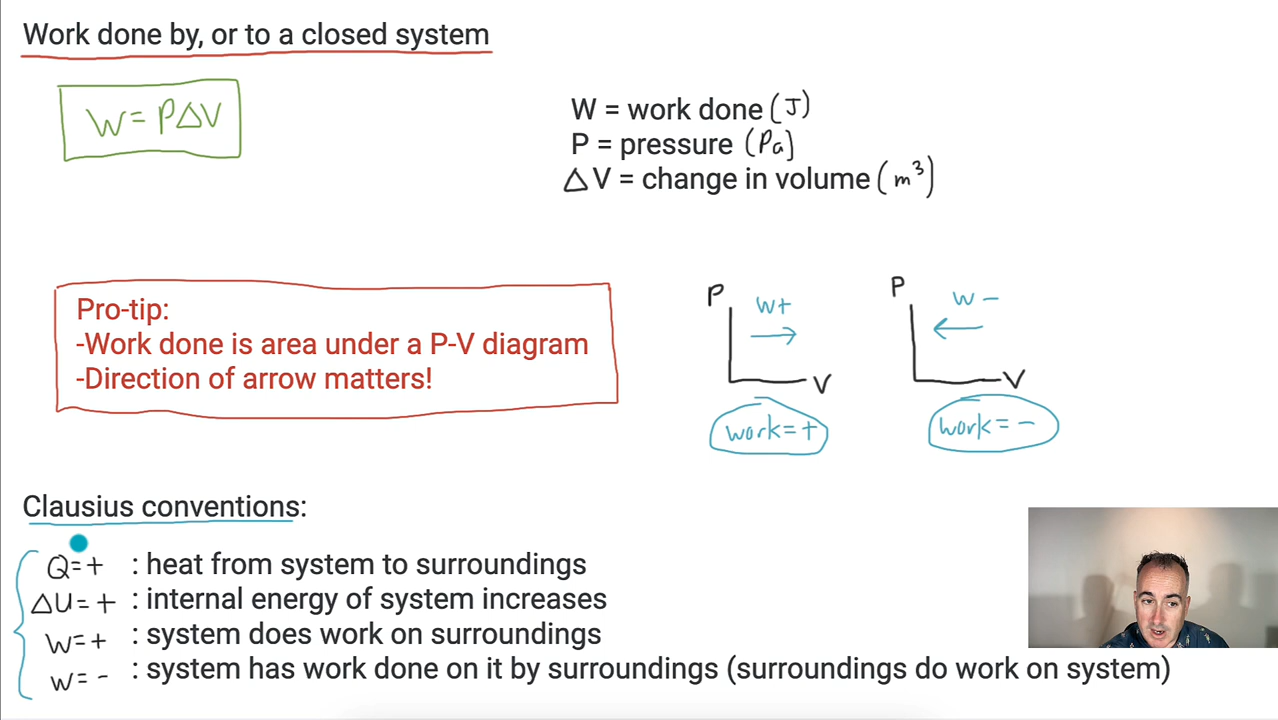 Work done by, or to a closed system
W = PΔV
W = work done (J)
P = pressure (Pa)
ΔV = change in volume (m³)
Pro-tip:
-Work done is area under a P-V diagram
-Direction of arrow matters!
P W+
V
work = +
P W -
V
work = -
Clausius conventions:
Q = + : heat from system to surroundings
ΔU = + : internal energy of system increases
W = + : system does work on surroundings
W = - : system has work done on it by surroundings (surroundings do work on system)